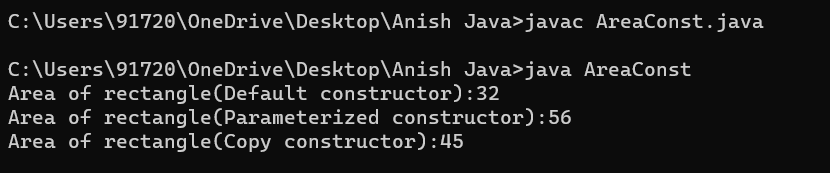 C:\Users\91720\OneDrive\Desktop\Anish Java>javac AreaConst.java
C:\Users\91720\OneDrive\Desktop\Anish Java>java AreaConst
Area of rectangle(Default constructor):32
Area of rectangle(Parameterized constructor):56
Area of rectangle(Copy constructor):45